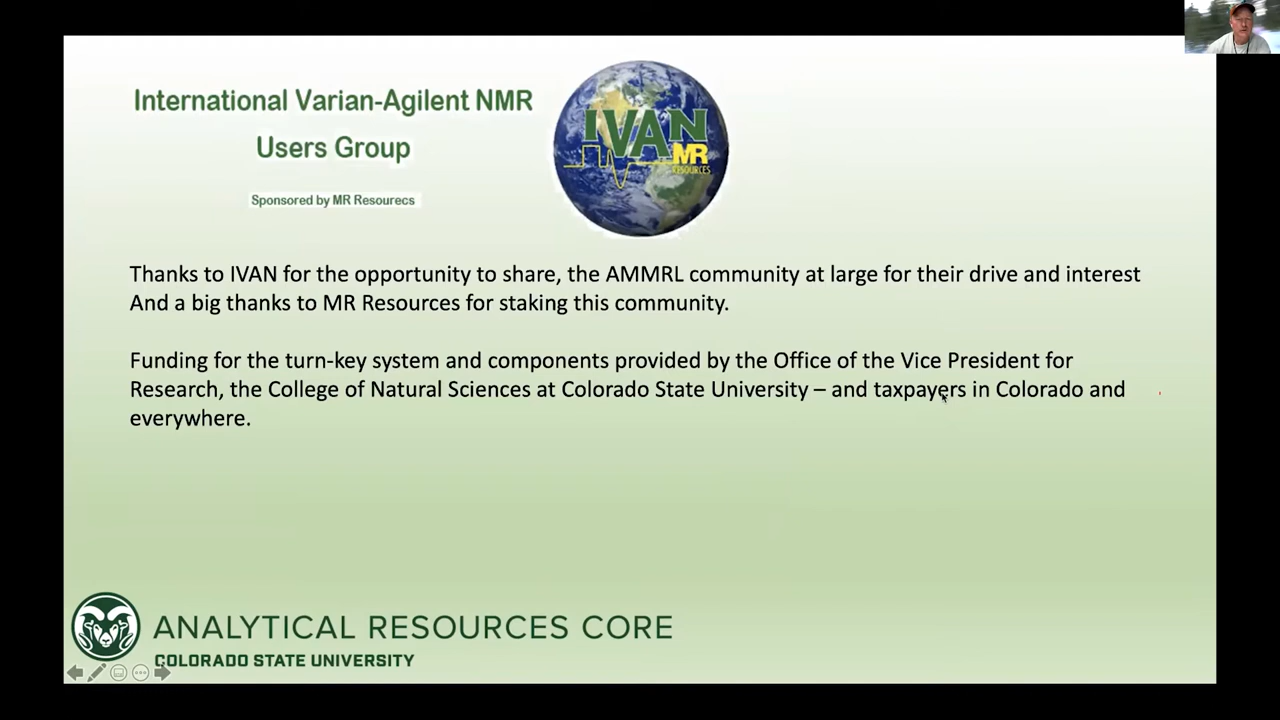 International Varian-Agilent NMR
Users Group
Sponsored by MR Resourecs
IVAN
MR
RESOURCES
Thanks to IVAN for the opportunity to share, the AMMRL community at large for their drive and interest
And a big thanks to MR Resources for staking this community.
Funding for the turn-key system and components provided by the Office of the Vice President for
Research, the College of Natural Sciences at Colorado State University – and taxpayers in Colorado and
everywhere.
ANALYTICAL RESOURCES CORE
COLORADO STATE UNIVERSITY